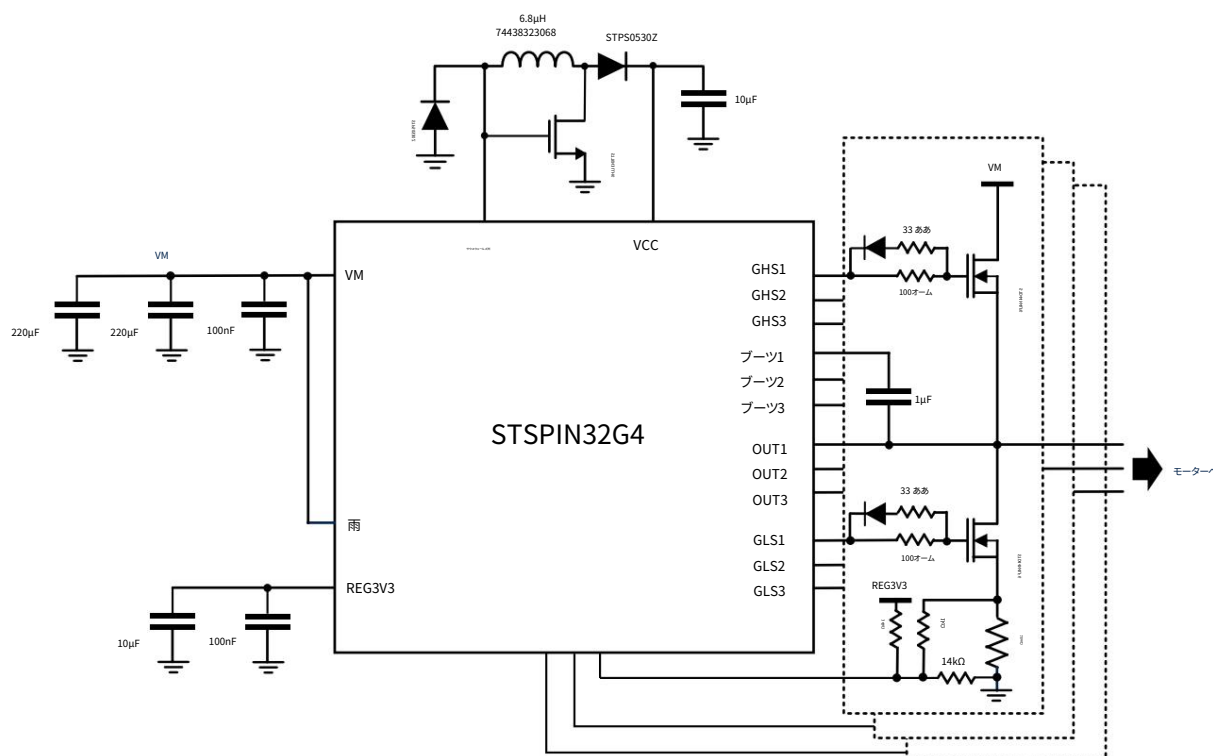 6.8μH
74438323068
STPS0530Z
10μF
VM
VCC
VM
GHS1
GHS2
GHS3
ブーツ1
ブーツ2
ブーツ3
OUT1
OUT2
OUT3
GLS1
GLS2
GLS3
STSPIN32G4
VM
220μF
220μF
100nF
雨
REG3V3
10μF
100nF
VM
33 ああ
100オーム
1μF
モーターへ
33 ああ
100オーム
REG3V3
14kΩ